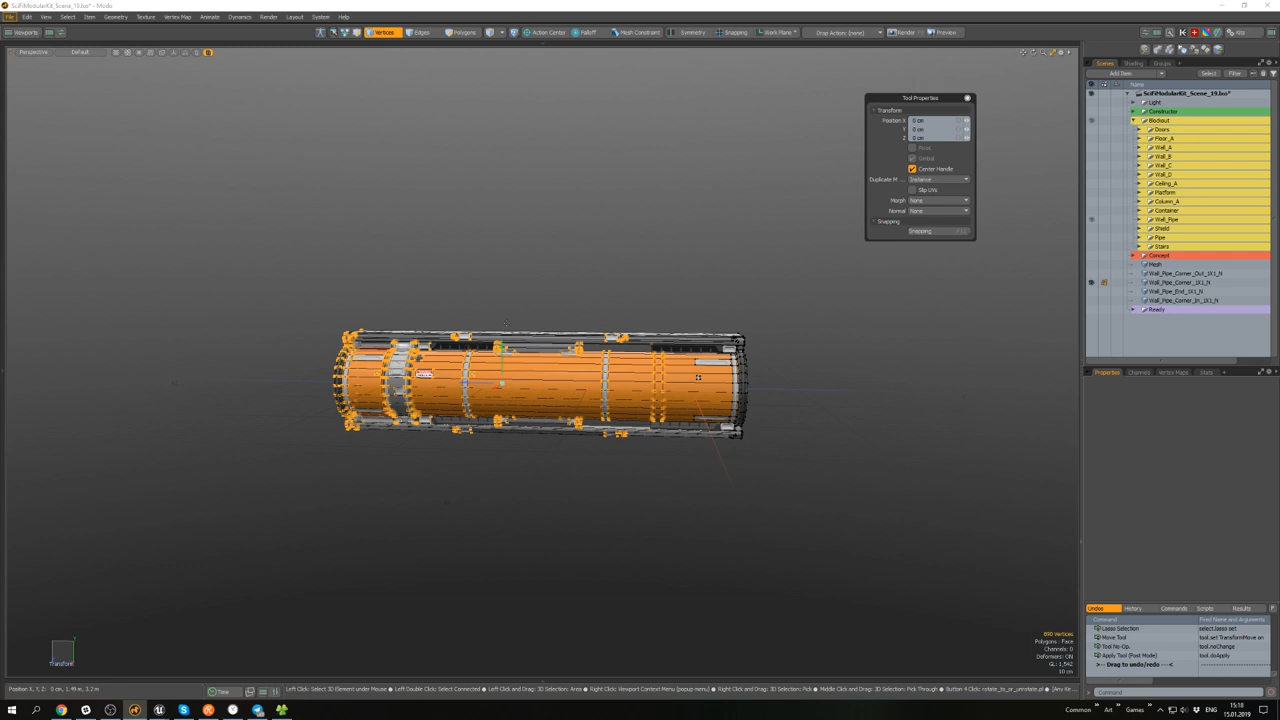 SciFiModularKit_Scene_19.lxo* - Modo
File Edit View Select Item Geometry Texture Vertex Map Animate Dynamics Render Layout System Help
Viewports Vertices Edges Polygons Action Center Falloff Mesh Constraint Symmetry Snapping Work Plane Drop Actions: (none) Render Preview Kits
Perspective Default
Scenes Shading Groups
Add Item Select Filter
Name
SciFiModularKit_Scene_19.lxo*
Light
Constructor
Blockout
Doors
Floor_A
Wall_A
Wall_B
Wall_C
Wall_D
Ceiling_A
Platform
Column_A
Container
Wall_Pipe
Shield
Pipe
Stairs
Concept
Mesh
Wall_Pipe_Corner_Out_1X1_N
Wall_Pipe_Corner_1X1_N
Wall_Pipe_End_1X1_N
Wall_Pipe_Corner_In_1X1_N
Ready
Tool Properties
Transform
Position X 0 cm
Y 0 cm
Z 0 cm
Pivot
Global
Center Handle
Duplicate M ... Instance
Slip UVs
Morph None
Normal None
Snapping
Snapping
Properties Channels Vertex Maps Stats
Undos History Commands Scripts Results
Command Fired Name and Arguments
Lasso Selection select.lasso set
Move Tool tool.set TransformMove on
Tool No-Op. tool.noChange
Apply Tool (Post Mode) tool.doApply
>-- Drag to undo/redo ---<
Command
890 Vertices
Polygons : Face
Channels: 0
Deformers: ON
GL: 1,542
10 cm
Transform
Position X, Y, Z: 0 m, 1.49 m, 3.2 m
Time
Left Click: Select 3D Element under Mouse Left Double Click: Select Connected Left Click and Drag: 3D Selection: Area Right Click: Viewport Context Menu (popup menu) Right Click and Drag: 3D Selection: Pick Middle Click and Drag: 3D Selection: Pick Through Button 4 Click: rotate_to_or_unrotate.pl [Any Ke...
Common Art Games ENG 15:18
15.01.2019